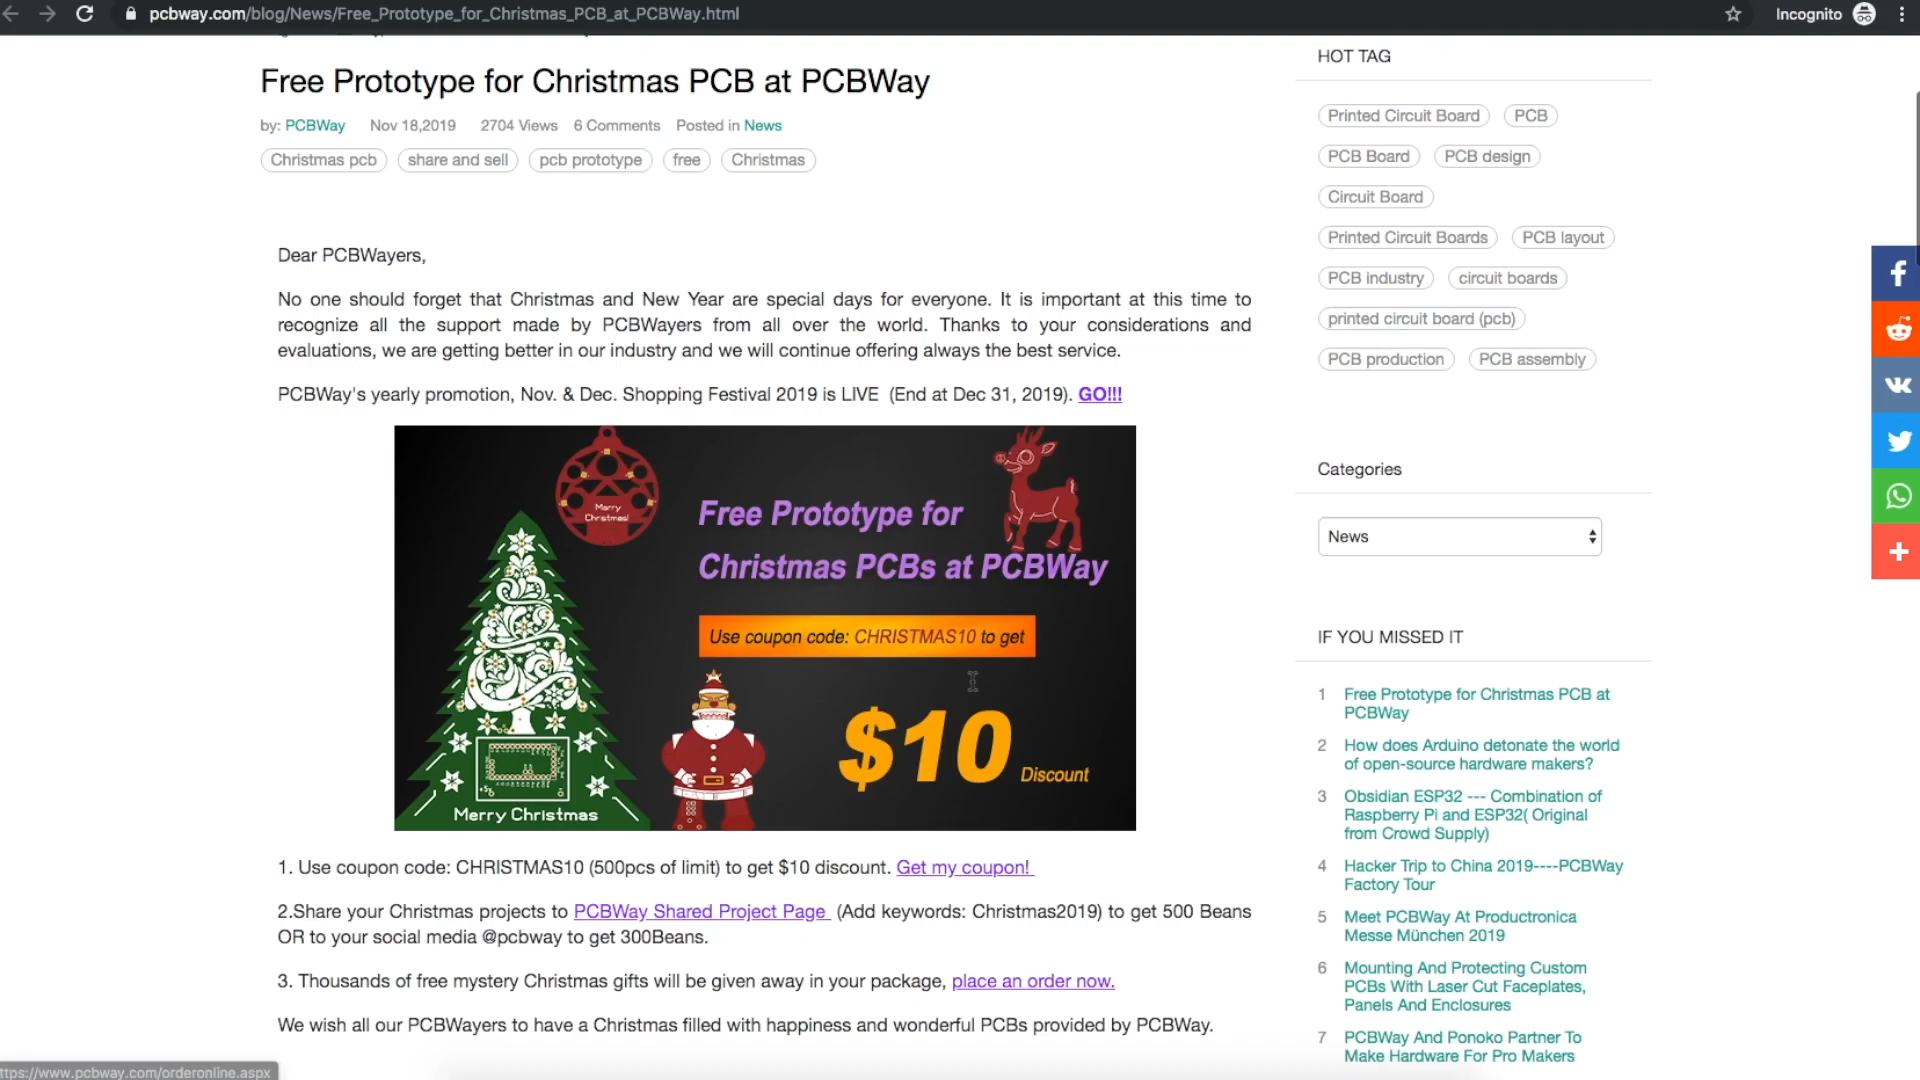 pcbway.com/blog/News/Free_Prototype_for_Christmas_PCB_at_PCBWay.html
Incognito
Free Prototype for Christmas PCB at PCBWay
by: PCBWay Nov 18,2019 2704 Views 6 Comments Posted in News
Christmas pcb share and sell pcb prototype free Christmas
Dear PCBWayers,
No one should forget that Christmas and New Year are special days for everyone. It is important at this time to
recognize all the support made by PCBWayers from all over the world. Thanks to your considerations and
evaluations, we are getting better in our industry and we will continue offering always the best service.
PCBWay's yearly promotion, Nov. & Dec. Shopping Festival 2019 is LIVE (End at Dec 31, 2019). GO!!!
Merry
Christmas!
Free Prototype for
Christmas PCBs at PCBWay
Use coupon code: CHRISTMAS10 to get
$10 Discount
Merry Christmas
1. Use coupon code: CHRISTMAS10 (500pcs of limit) to get $10 discount. Get my coupon!
2.Share your Christmas projects to PCBWay Shared Project Page (Add keywords: Christmas2019) to get 500 Beans
OR to your social media @pcbway to get 300Beans.
3. Thousands of free mystery Christmas gifts will be given away in your package, place an order now.
We wish all our PCBWayers to have a Christmas filled with happiness and wonderful PCBs provided by PCBWay.
ttps://www.pcbway.com/orderonline.aspx
HOT TAG
Printed Circuit Board PCB
PCB Board PCB design
Circuit Board
Printed Circuit Boards PCB layout
PCB industry circuit boards
printed circuit board (pcb)
PCB production PCB assembly
Categories
News
IF YOU MISSED IT
1 Free Prototype for Christmas PCB at
PCBWay
2 How does Arduino detonate the world
of open-source hardware makers?
3 Obsidian ESP32 --- Combination of
Raspberry Pi and ESP32( Original
from Crowd Supply)
4 Hacker Trip to China 2019----PCBWay
Factory Tour
5 Meet PCBWay At Productronica
Messe München 2019
6 Mounting And Protecting Custom
PCBs With Laser Cut Faceplates,
Panels And Enclosures
7 PCBWay And Ponoko Partner To
Make Hardware For Pro Makers